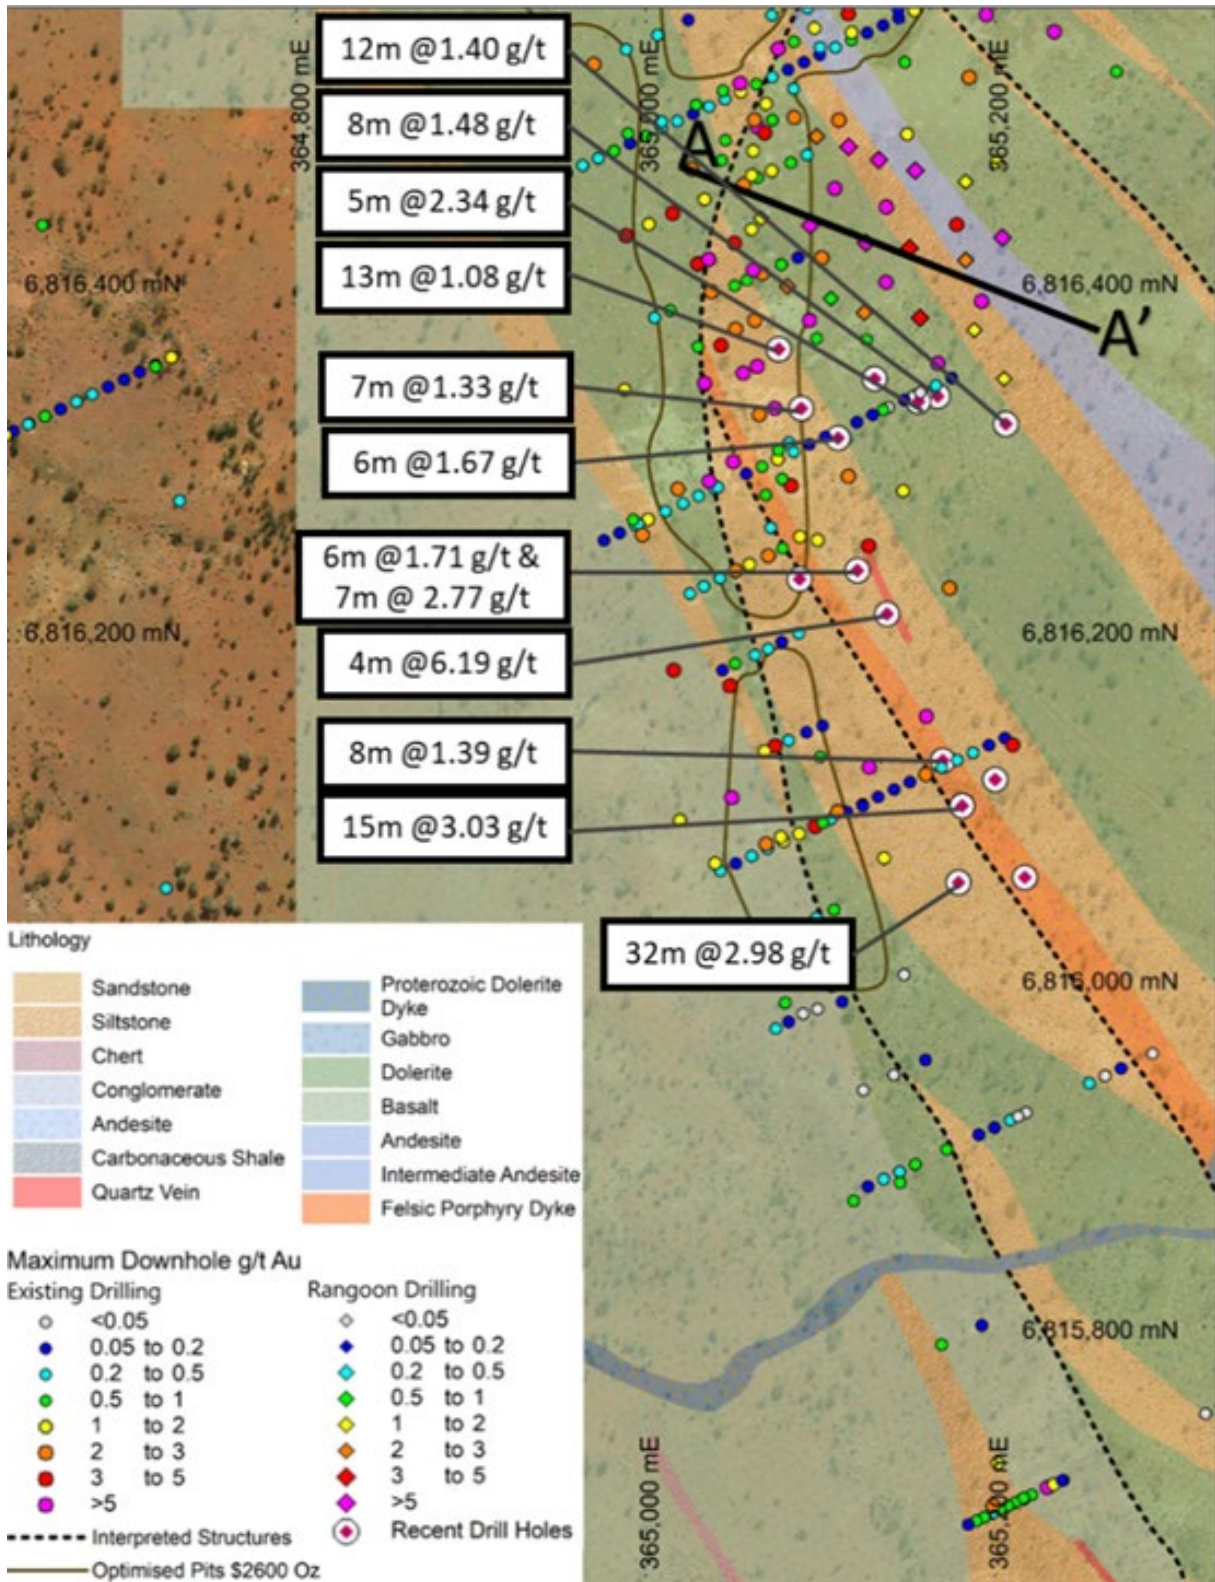 12m @1.40 g/t
8m @1.48 g/t
5m @2.34 g/t
13m @1.08 g/t
7m @1.33 g/t
6m @1.67 g/t
6m @1.71 g/t &
7m @ 2.77 g/t
4m @6.19 g/t
8m @1.39 g/t
15m @3.03 g/t
32m @2.98 g/t
364,800 mE
365,000 mE
365,200 mE
A
A'
6,816,400 mN
6,816,400 mN
6,816,200 mN
6,816,200 mN
6,816,000 mN
6,815,800 mN
365,000 mE
365,200 mE
Lithology
Sandstone
Siltstone
Chert
Conglomerate
Andesite
Carbonaceous Shale
Quartz Vein
Proterozoic Dolerite
Dyke
Gabbro
Dolerite
Basalt
Andesite
Intermediate Andesite
Felsic Porphyry Dyke
Maximum Downhole g/t Au
Existing Drilling
<0.05
0.05 to 0.2
0.2 to 0.5
0.5 to 1
1 to 2
2 to 3
3 to 5
>5
Interpreted Structures
Optimised Pits $2600 Oz
Rangoon Drilling
<0.05
0.05 to 0.2
0.2 to 0.5
0.5 to 1
1 to 2
2 to 3
3 to 5
>5
Recent Drill Holes